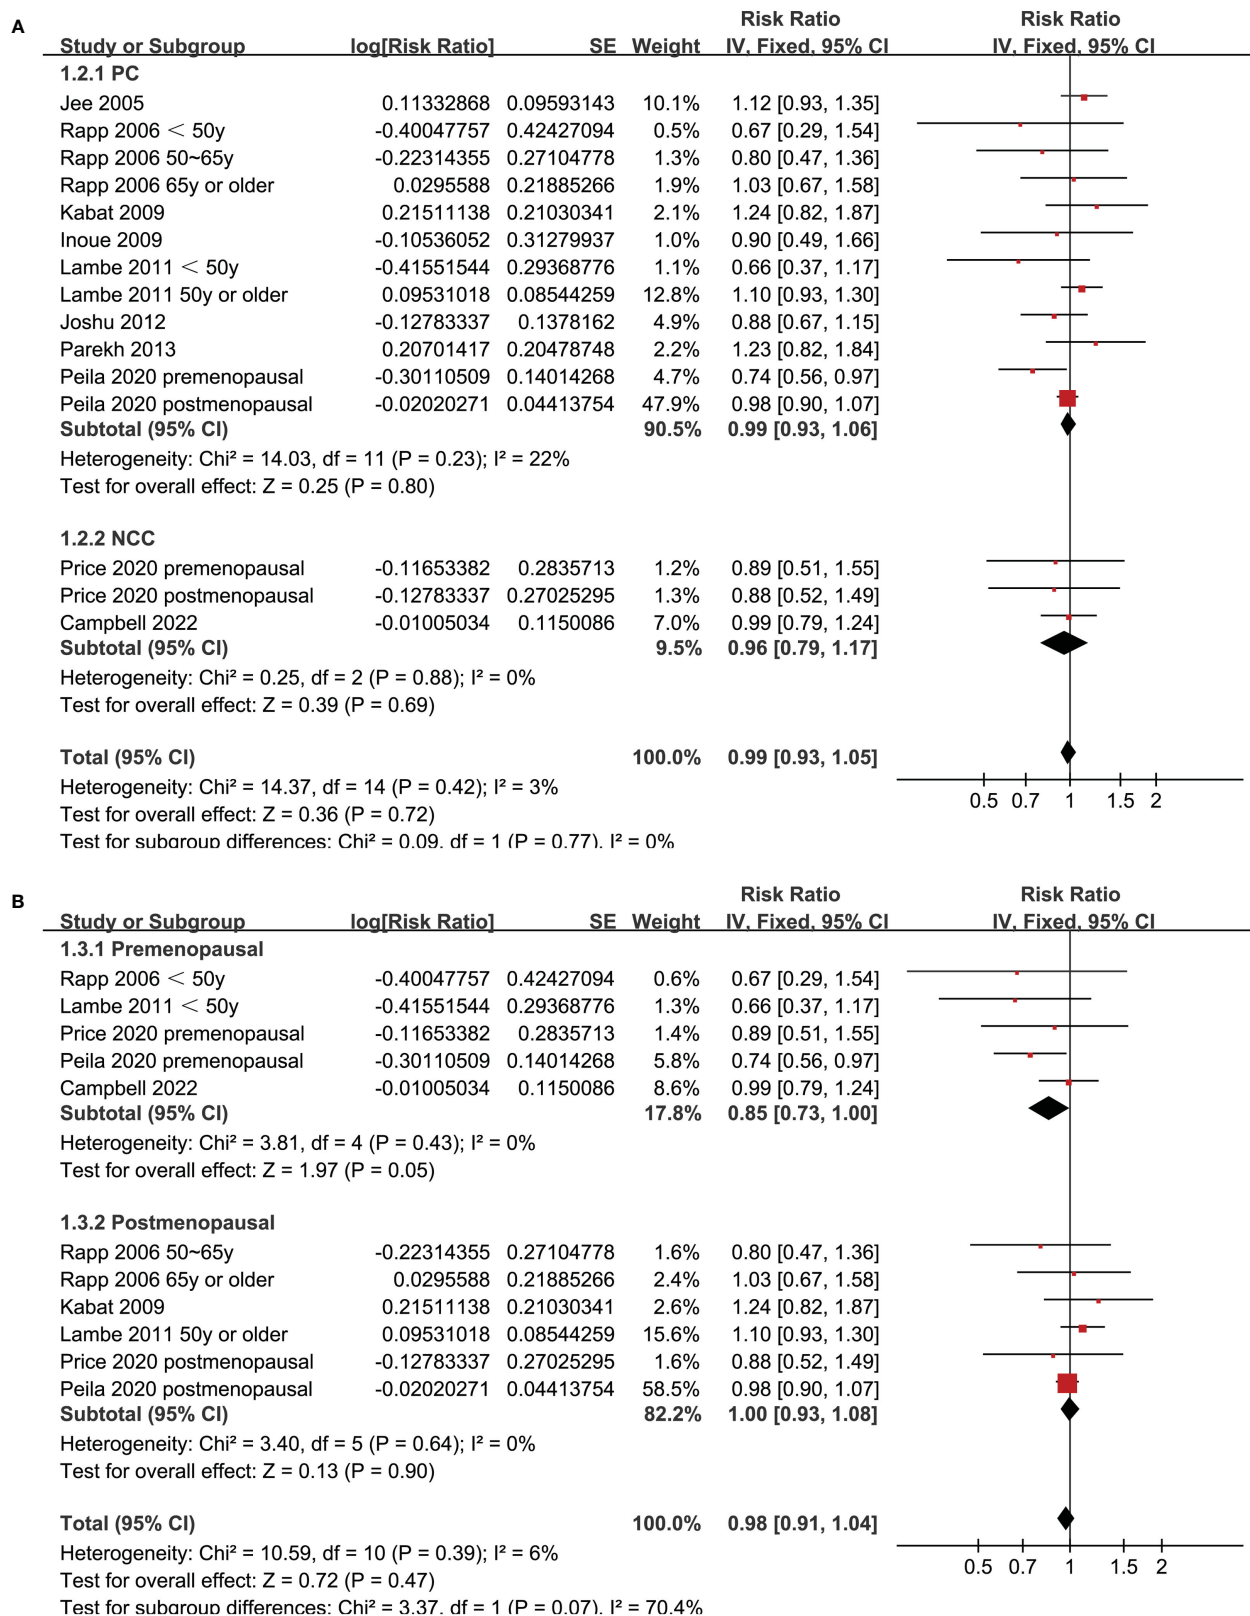 A
Risk Ratio Risk Ratio
Study or Subgroup log[Risk Ratio] SE Weight IV, Fixed, 95% CI IV, Fixed, 95% CI
1.2.1 PC
Jee 2005 0.11332868 0.09593143 10.1% 1.12 [0.93, 1.35]
Rapp 2006 < 50y -0.40047757 0.42427094 0.5% 0.67 [0.29, 1.54]
Rapp 2006 50~65y -0.22314355 0.27104778 1.3% 0.80 [0.47, 1.36]
Rapp 2006 65y or older 0.0295588 0.21885266 1.9% 1.03 [0.67, 1.58]
Kabat 2009 0.21511138 0.21030341 2.1% 1.24 [0.82, 1.87]
Inoue 2009 -0.10536052 0.31279937 1.0% 0.90 [0.49, 1.66]
Lambe 2011 < 50y -0.41551544 0.29368776 1.1% 0.66 [0.37, 1.17]
Lambe 2011 50y or older 0.09531018 0.08544259 12.8% 1.10 [0.93, 1.30]
Joshu 2012 -0.12783337 0.1378162 4.9% 0.88 [0.67, 1.15]
Parekh 2013 0.20701417 0.20478748 2.2% 1.23 [0.82, 1.84]
Peila 2020 premenopausal -0.30110509 0.14014268 4.7% 0.74 [0.56, 0.97]
Peila 2020 postmenopausal -0.02020271 0.04413754 47.9% 0.98 [0.90, 1.07]
Subtotal (95% CI) 90.5% 0.99 [0.93, 1.06]
Heterogeneity: Chi² = 14.03, df = 11 (P = 0.23); I² = 22%
Test for overall effect: Z = 0.25 (P = 0.80)
1.2.2 NCC
Price 2020 premenopausal -0.11653382 0.2835713 1.2% 0.89 [0.51, 1.55]
Price 2020 postmenopausal -0.12783337 0.27025295 1.3% 0.88 [0.52, 1.49]
Campbell 2022 -0.01005034 0.1150086 7.0% 0.99 [0.79, 1.24]
Subtotal (95% CI) 9.5% 0.96 [0.79, 1.17]
Heterogeneity: Chi² = 0.25, df = 2 (P = 0.88); I² = 0%
Test for overall effect: Z = 0.39 (P = 0.69)
Total (95% CI) 100.0% 0.99 [0.93, 1.05]
Heterogeneity: Chi² = 14.37, df = 14 (P = 0.42); I² = 3%
0.5 0.7 1 1.5 2
Test for overall effect: Z = 0.36 (P = 0.72)
Test for subgroup differences: Chi² = 0.09, df = 1 (P = 0.77), I² = 0%
B
Risk Ratio Risk Ratio
Study or Subgroup log[Risk Ratio] SE Weight IV, Fixed, 95% CI IV, Fixed, 95% CI
1.3.1 Premenopausal
Rapp 2006 < 50y -0.40047757 0.42427094 0.6% 0.67 [0.29, 1.54]
Lambe 2011 < 50y -0.41551544 0.29368776 1.3% 0.66 [0.37, 1.17]
Price 2020 premenopausal -0.11653382 0.2835713 1.4% 0.89 [0.51, 1.55]
Peila 2020 premenopausal -0.30110509 0.14014268 5.8% 0.74 [0.56, 0.97]
Campbell 2022 -0.01005034 0.1150086 8.6% 0.99 [0.79, 1.24]
Subtotal (95% CI) 17.8% 0.85 [0.73, 1.00]
Heterogeneity: Chi² = 3.81, df = 4 (P = 0.43); I² = 0%
Test for overall effect: Z = 1.97 (P = 0.05)
1.3.2 Postmenopausal
Rapp 2006 50~65y -0.22314355 0.27104778 1.6% 0.80 [0.47, 1.36]
Rapp 2006 65y or older 0.0295588 0.21885266 2.4% 1.03 [0.67, 1.58]
Kabat 2009 0.21511138 0.21030341 2.6% 1.24 [0.82, 1.87]
Lambe 2011 50y or older 0.09531018 0.08544259 15.6% 1.10 [0.93, 1.30]
Price 2020 postmenopausal -0.12783337 0.27025295 1.6% 0.88 [0.52, 1.49]
Peila 2020 postmenopausal -0.02020271 0.04413754 58.5% 0.98 [0.90, 1.07]
Subtotal (95% CI) 82.2% 1.00 [0.93, 1.08]
Heterogeneity: Chi² = 3.40, df = 5 (P = 0.64); I² = 0%
Test for overall effect: Z = 0.13 (P = 0.90)
Total (95% CI) 100.0% 0.98 [0.91, 1.04]
Heterogeneity: Chi² = 10.59, df = 10 (P = 0.39); I² = 6%
0.5 0.7 1 1.5 2
Test for overall effect: Z = 0.72 (P = 0.47)
Test for subgroup differences: Chi² = 3.37, df = 1 (P = 0.07), I² = 70.4%